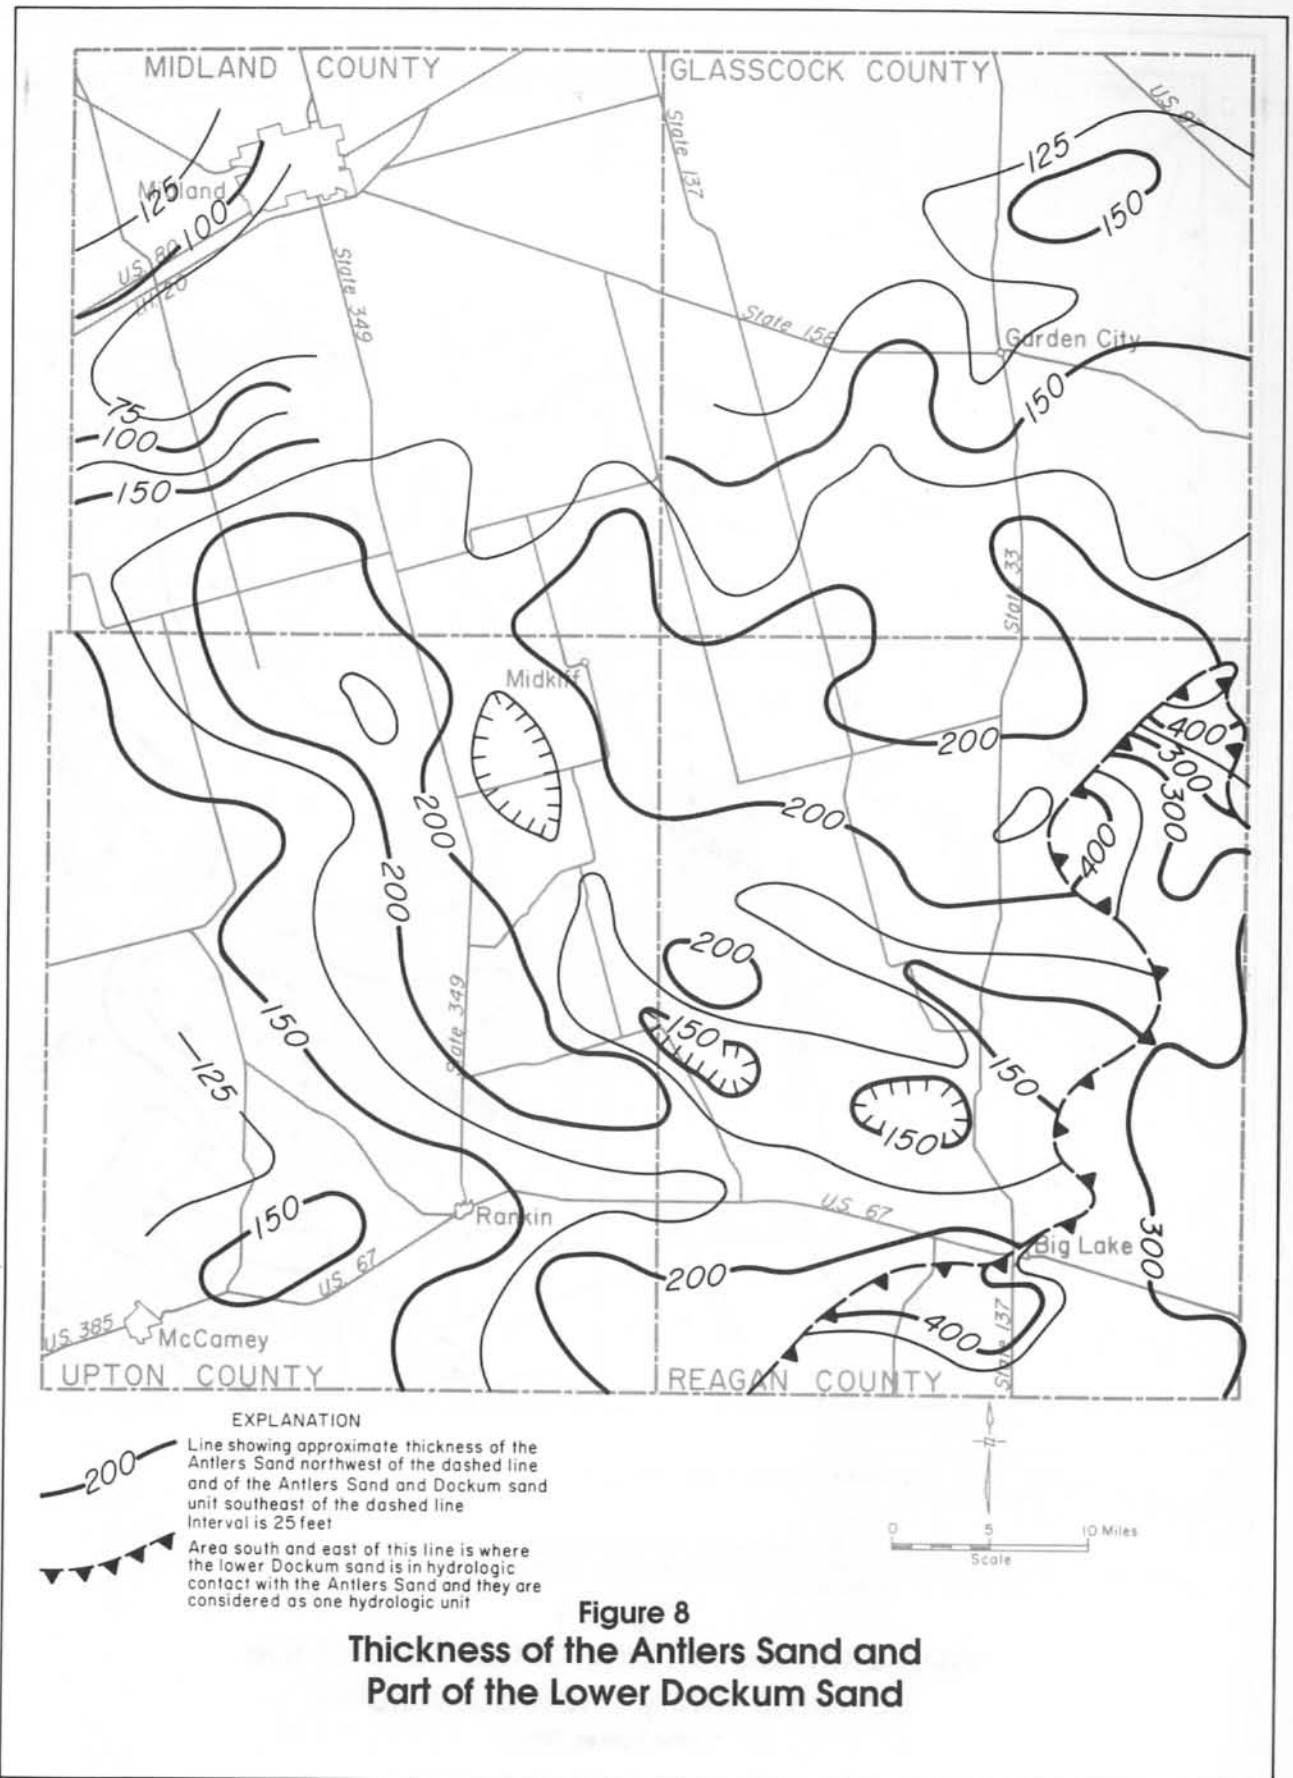 MIDLAND COUNTY
GLASSCOCK COUNTY
U.S. 87
State 137
125
150
Midland
125
100
U.S. 80
I.H. 20
State 349
State 158
Garden City
150
75
100
150
State 33
Midkiff
200
400
300
300
200
200
400
200
200
150
State 349
150
125
150
150
150
Rankin
U.S. 67
Big Lake
300
200
U.S. 67
400
State 137
U.S. 385
McCamey
UPTON COUNTY
REAGAN COUNTY
EXPLANATION
200
Line showing approximate thickness of the
Antlers Sand northwest of the dashed line
and of the Antlers Sand and Dockum sand
unit southeast of the dashed line
Interval is 25 feet
Area south and east of this line is where
the lower Dockum sand is in hydrologic
contact with the Antlers Sand and they are
considered as one hydrologic unit
0 5 10 Miles
Scale
Figure 8
Thickness of the Antlers Sand and
Part of the Lower Dockum Sand